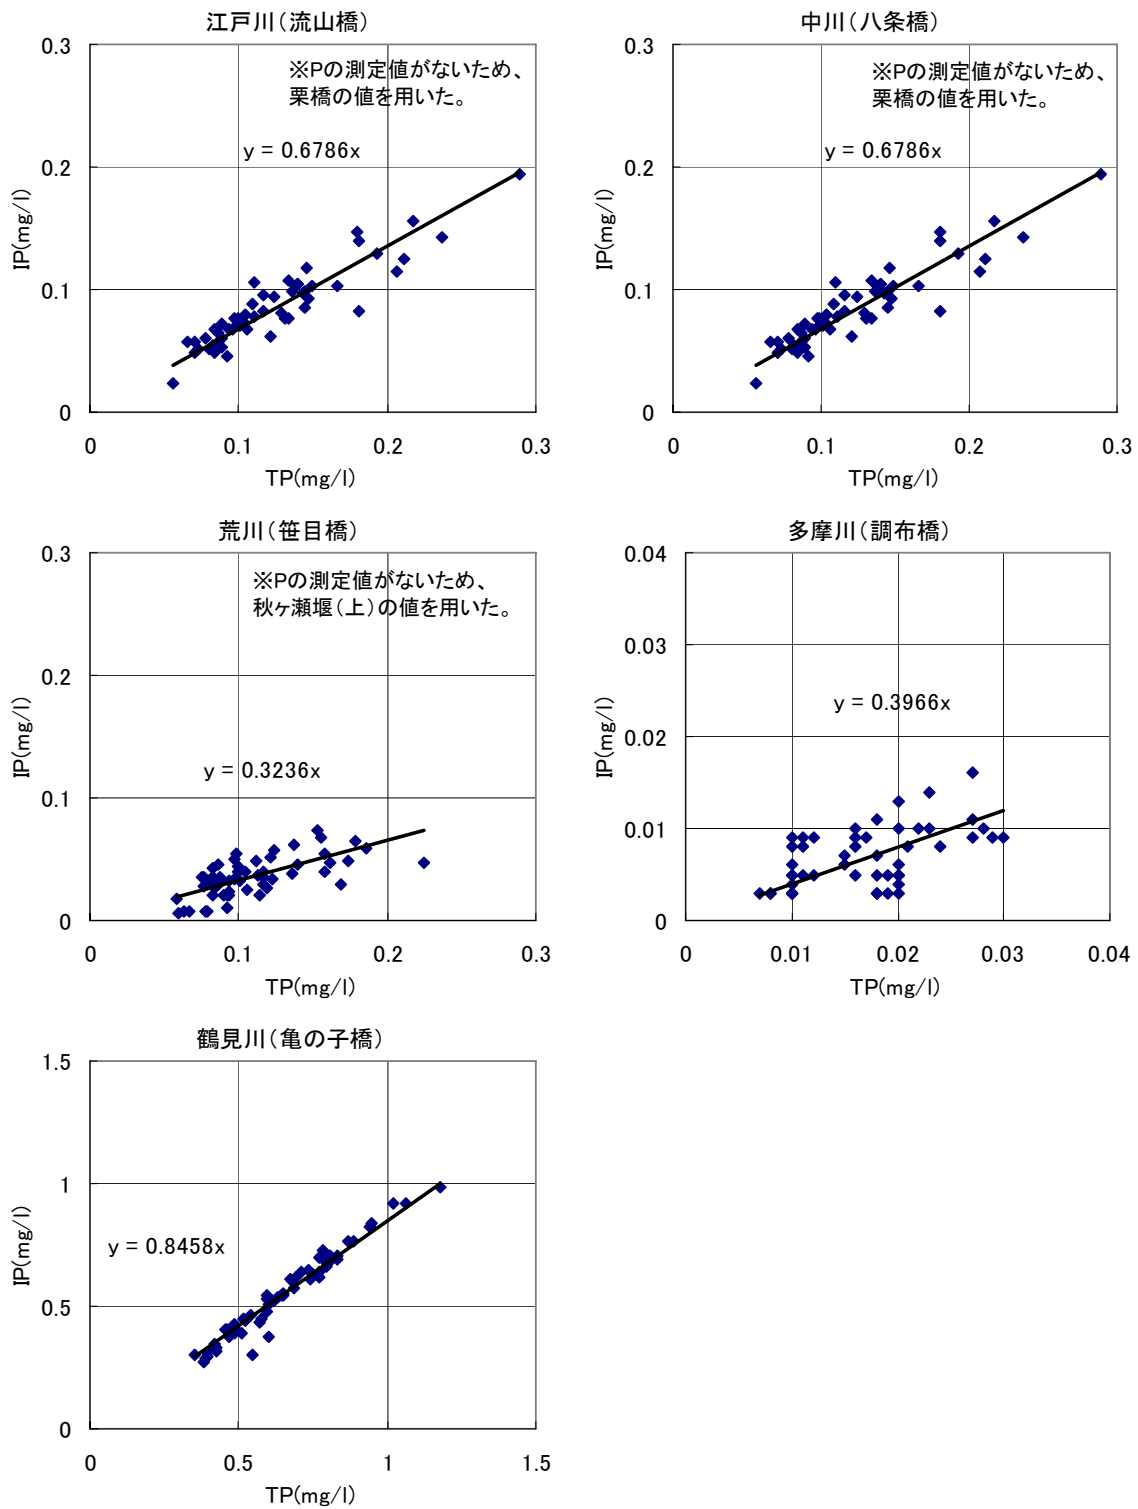 江戸川（流山橋）
0.3
※Pの測定値がないため、
栗橋の値を用いた。
y = 0.6786x
0.2
IP(mg/l)
0.1
0
0 0.1 0.2 0.3
TP(mg/l)
中川（八条橋）
0.3
※Pの測定値がないため、
栗橋の値を用いた。
y = 0.6786x
0.2
IP(mg/l)
0.1
0
0 0.1 0.2 0.3
TP(mg/l)
荒川（笹目橋）
0.3
※Pの測定値がないため、
秋ヶ瀬堰（上）の値を用いた。
0.2
IP(mg/l)
y = 0.3236x
0.1
0
0 0.1 0.2 0.3
TP(mg/l)
多摩川（調布橋）
0.04
0.03
y = 0.3966x
0.02
IP(mg/l)
0.01
0
0 0.01 0.02 0.03 0.04
TP(mg/l)
鶴見川（亀の子橋）
1.5
1
IP(mg/l)
y = 0.8458x
0.5
0
0 0.5 1 1.5
TP(mg/l)